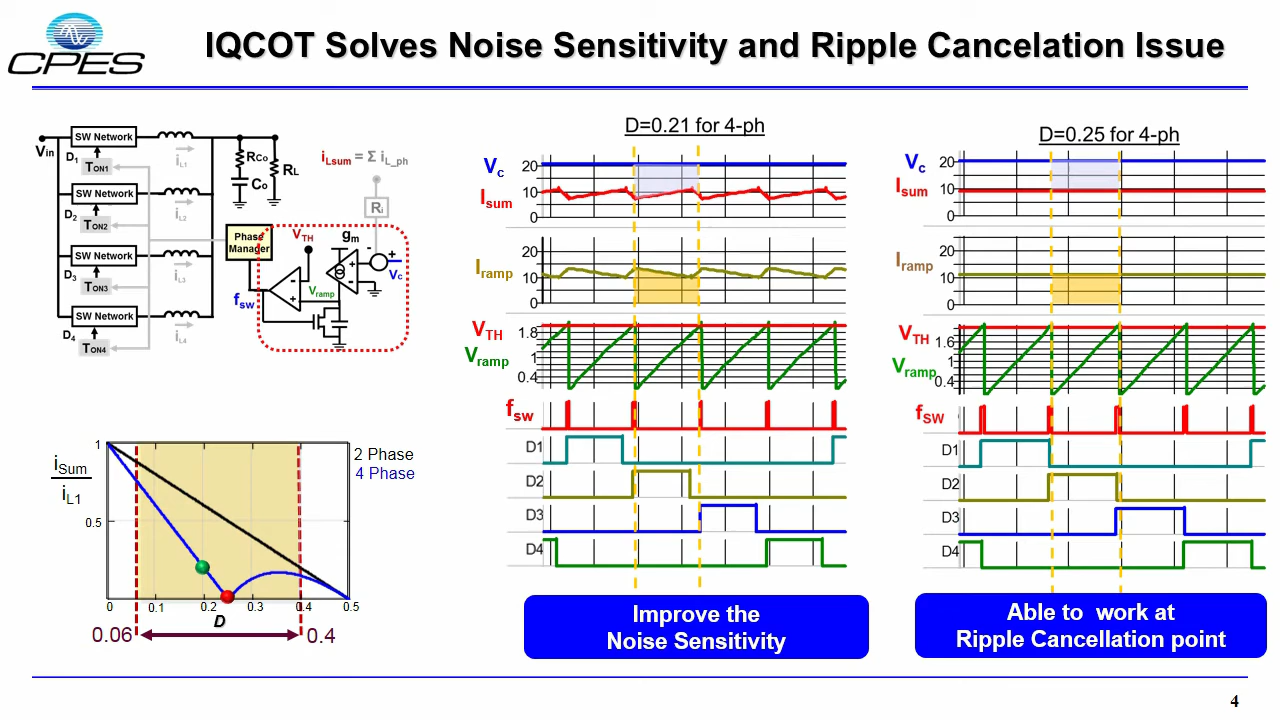 CPES
IQCOT Solves Noise Sensitivity and Ripple Cancelation Issue
Vin
SW Network
D1
TON1
iL1
SW Network
D2
TON2
iL2
SW Network
D3
TON3
iL3
SW Network
D4
TON4
iL4
RCo
Co
RL
iLsum = Σ iL_ph
Ri
Phase
Manager
VTH
gm
-
+
Vc
Vramp
fsw
-
+
+
-
iSum
iL1
1
0.5
0
0.1
0.2
0.3
0.4
0.5
D
2 Phase
4 Phase
0.06
0.4
D=0.21 for 4-ph
Vc
Isum
20
10
0
Iramp
20
10
0
VTH
Vramp
1.8
1
0.4
fsw
D1
D2
D3
D4
Improve the
Noise Sensitivity
D=0.25 for 4-ph
Vc
Isum
20
10
0
Iramp
20
10
0
VTH
Vramp
1.6
1
0.4
fSW
D1
D2
D3
D4
Able to work at
Ripple Cancellation point
4